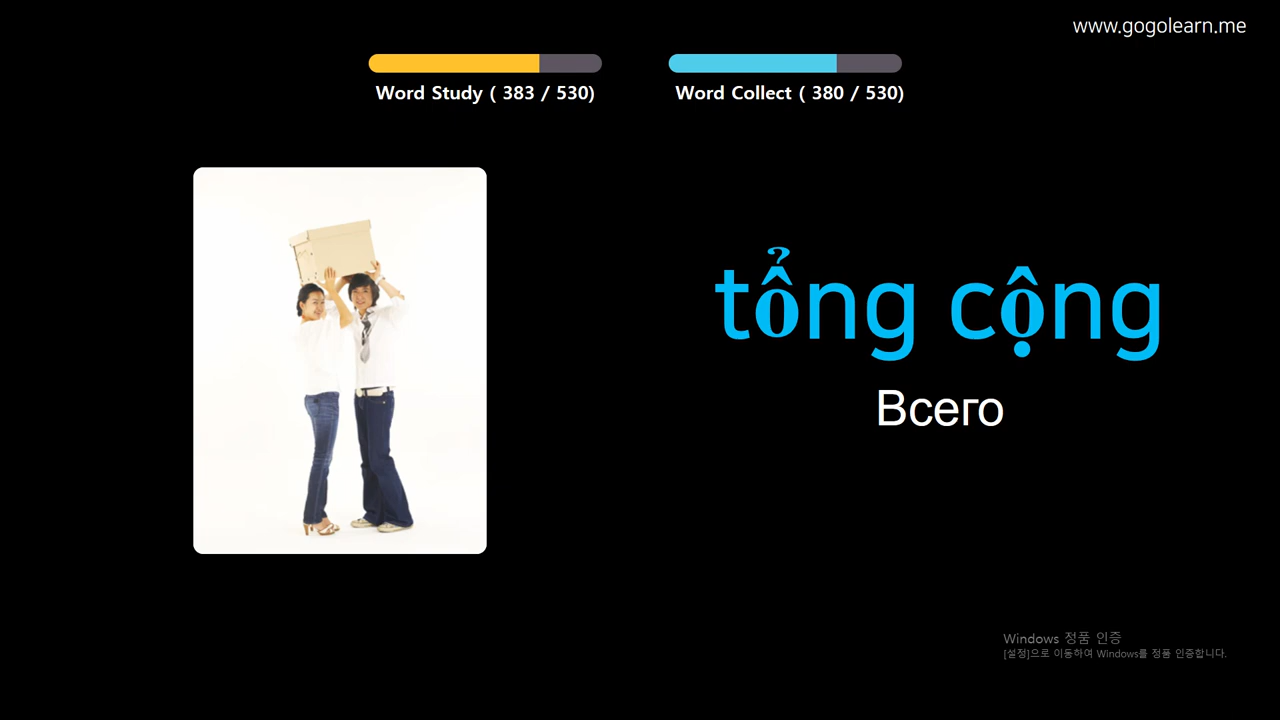 www.gogolearn.me
Word Study ( 383 / 530)
Word Collect ( 380 / 530)
tổng cộng
Всего
Windows 정품 인증
[설정]으로 이동하여 Windows를 정품 인증합니다.